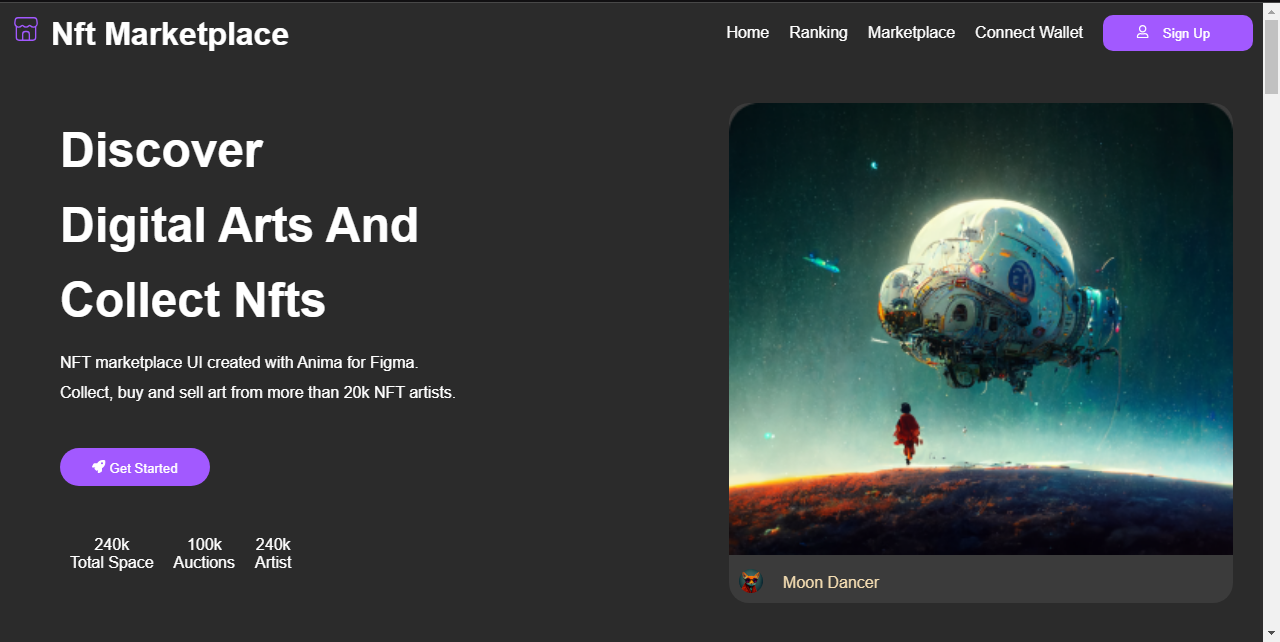 Nft Marketplace
Home Ranking Marketplace Connect Wallet Sign Up
Discover
Digital Arts And
Collect Nfts
NFT marketplace UI created with Anima for Figma.
Collect, buy and sell art from more than 20k NFT artists.
Get Started
240k 100k 240k
Total Space Auctions Artist
Moon Dancer